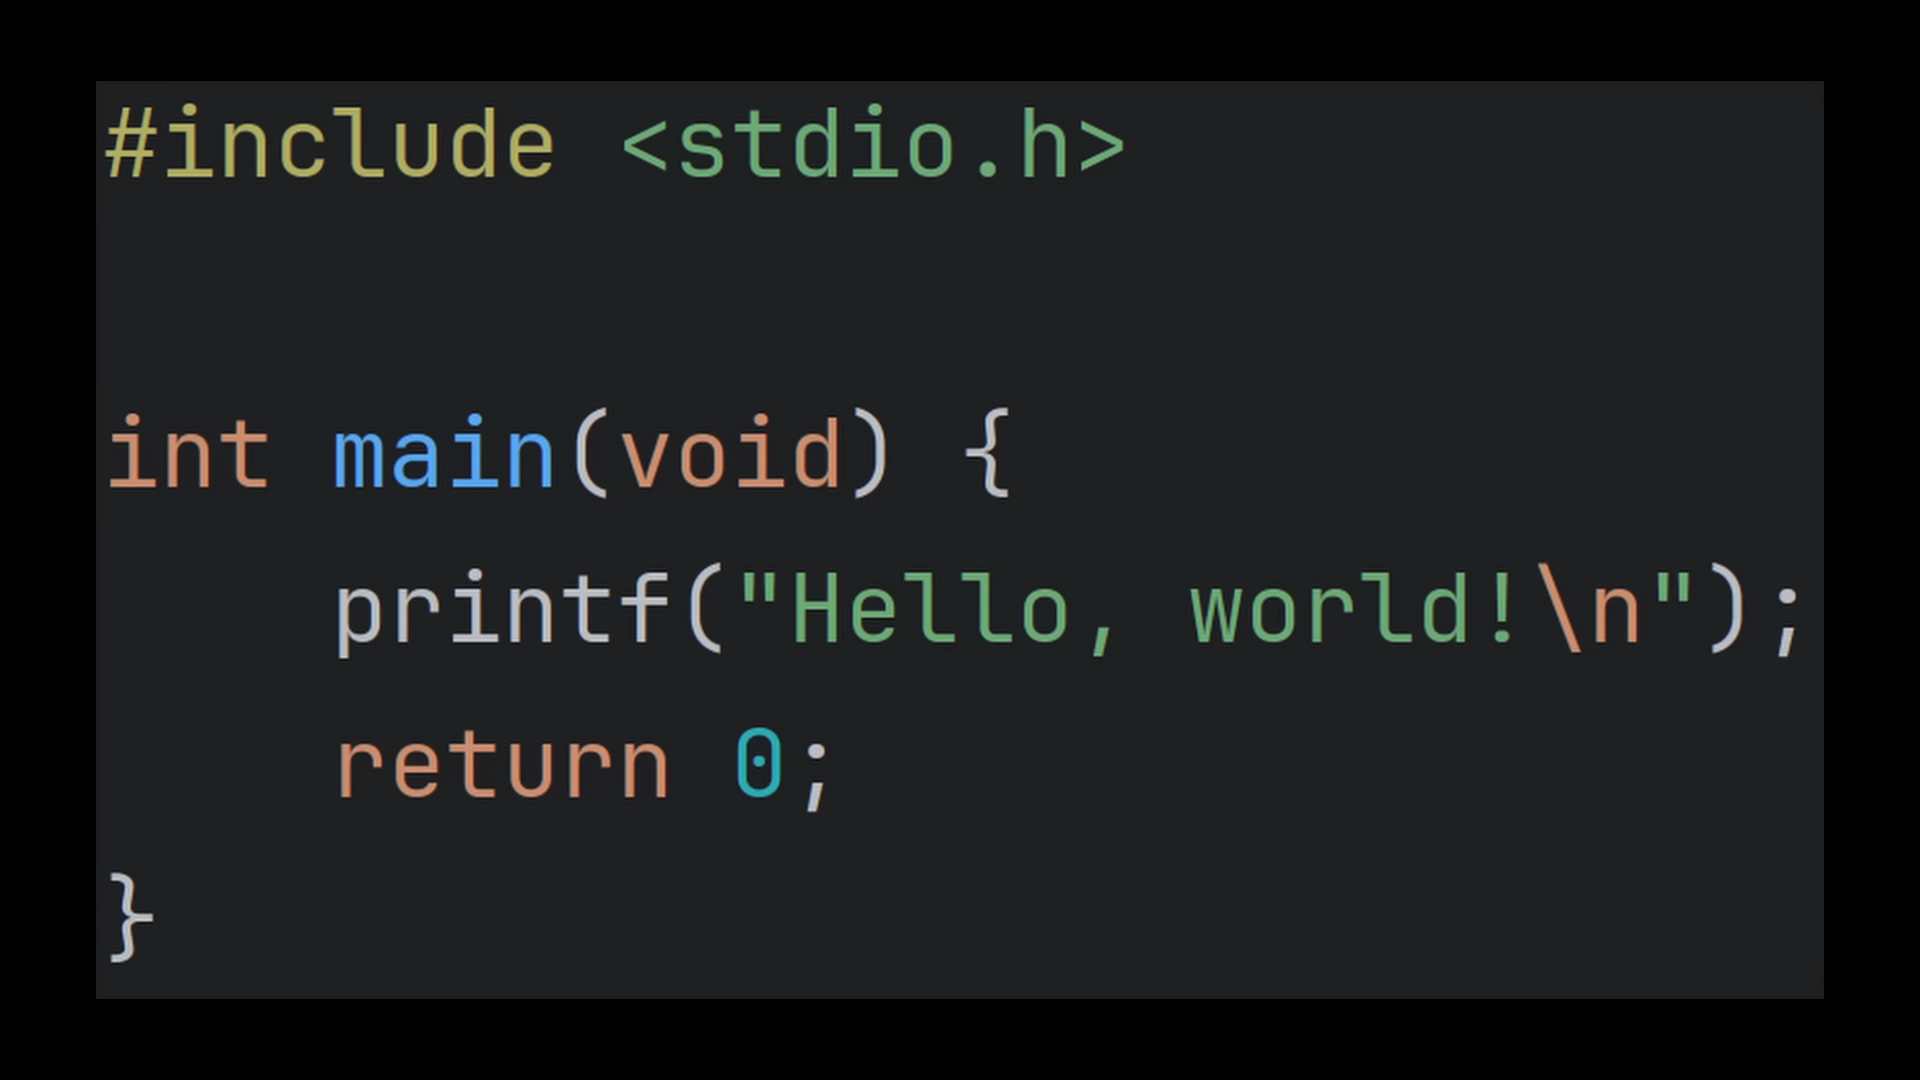 #include <stdio.h>
int main(void) {
    printf("Hello, world!\n");
    return 0;
}